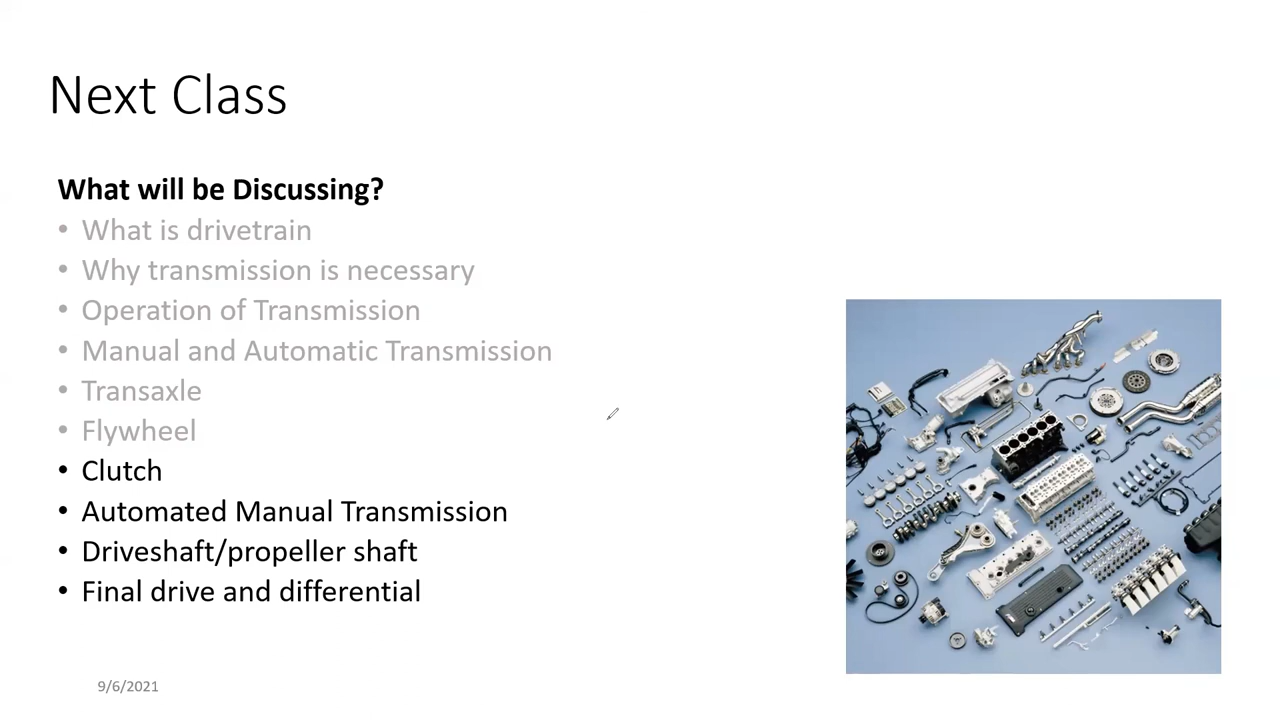 Next Class
What will be Discussing?
• What is drivetrain
• Why transmission is necessary
• Operation of Transmission
• Manual and Automatic Transmission
• Transaxle
• Flywheel
• Clutch
• Automated Manual Transmission
• Driveshaft/propeller shaft
• Final drive and differential
9/6/2021